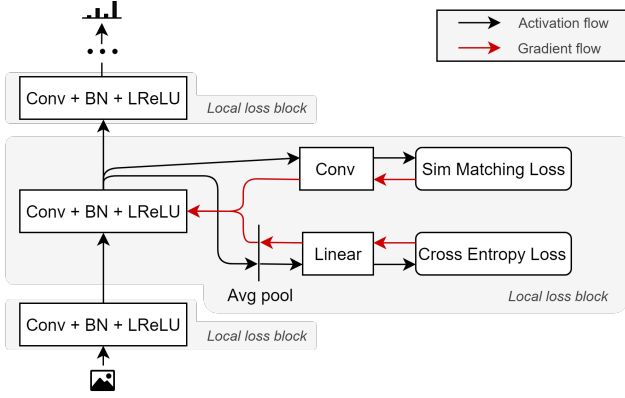 Activation flow
Gradient flow
Conv + BN + LReLU
Local loss block
Conv
Sim Matching Loss
Conv + BN + LReLU
Linear
Cross Entropy Loss
Avg pool
Local loss block
Conv + BN + LReLU
Local loss block